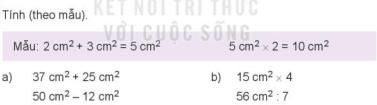 KẾT NỐI TRI THỨC
VỚI CUỘC SỐNG
Tính (theo mẫu).
Mẫu: 2 cm² + 3 cm² = 5 cm² 5 cm² × 2 = 10 cm²
a) 37 cm² + 25 cm² b) 15 cm² × 4
50 cm² – 12 cm² 56 cm² : 7